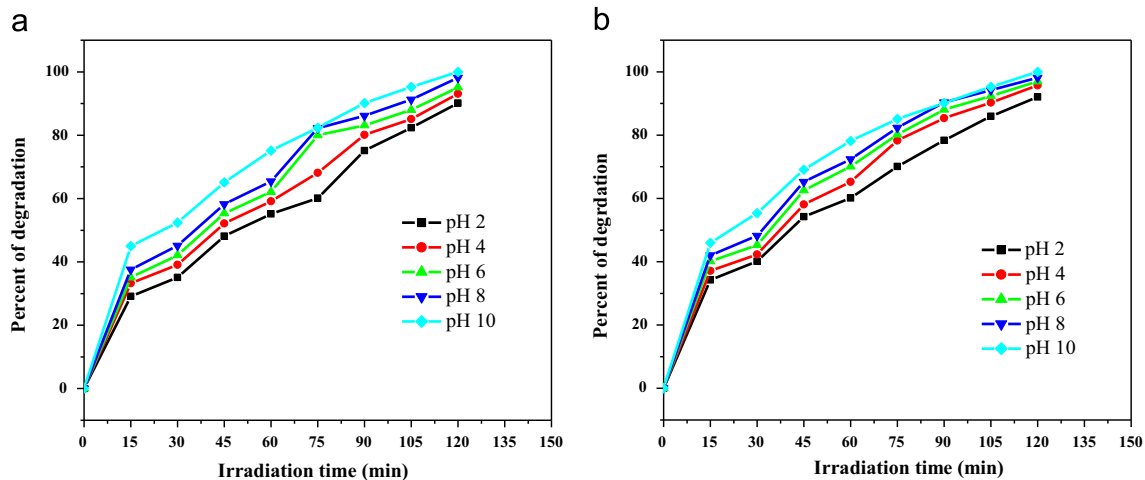 a
Percent of degradation
100
80
60
40
20
0
pH 2
pH 4
pH 6
pH 8
pH 10
0 15 30 45 60 75 90 105 120 150
Irradiation time (min)
b
Percent of degrdation
100
80
60
40
20
0
pH 2
pH 4
pH 6
pH 8
pH 10
0 15 30 45 60 75 90 105 120 150
Irradiation time (min)